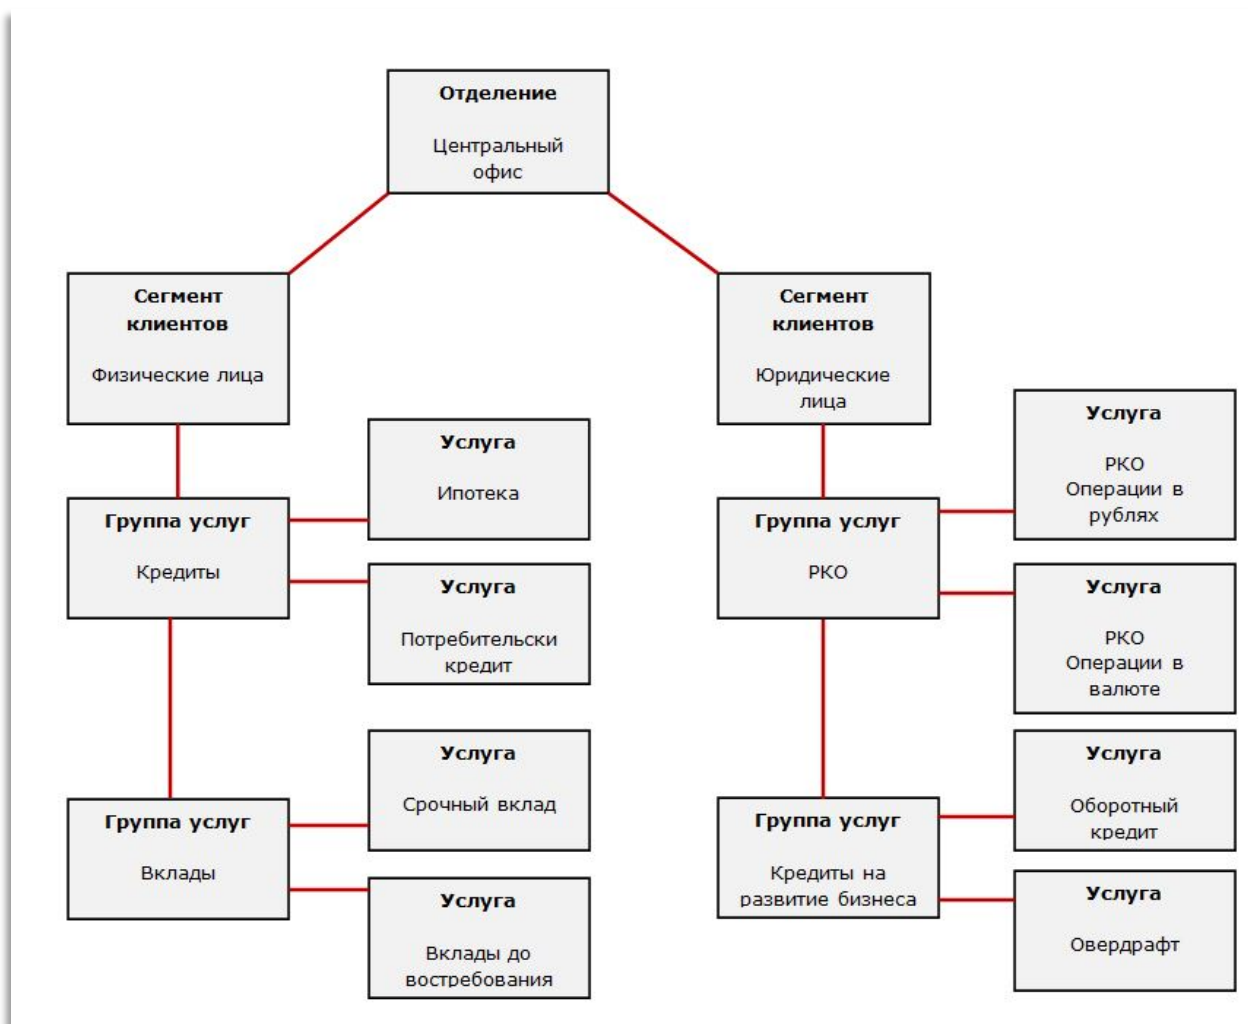 Отделение
Центральный
офис
Сегмент
клиентов
Физические лица
Сегмент
клиентов
Юридические
лица
Группа услуг
Кредиты
Услуга
Ипотека
Услуга
Потребительски
кредит
Группа услуг
Вклады
Услуга
Срочный вклад
Услуга
Вклады до
востребования
Группа услуг
РКО
Услуга
РКО
Операции в
рублях
Услуга
РКО
Операции в
валюте
Группа услуг
Кредиты на
развитие бизнеса
Услуга
Оборотный
кредит
Услуга
Овердрафт